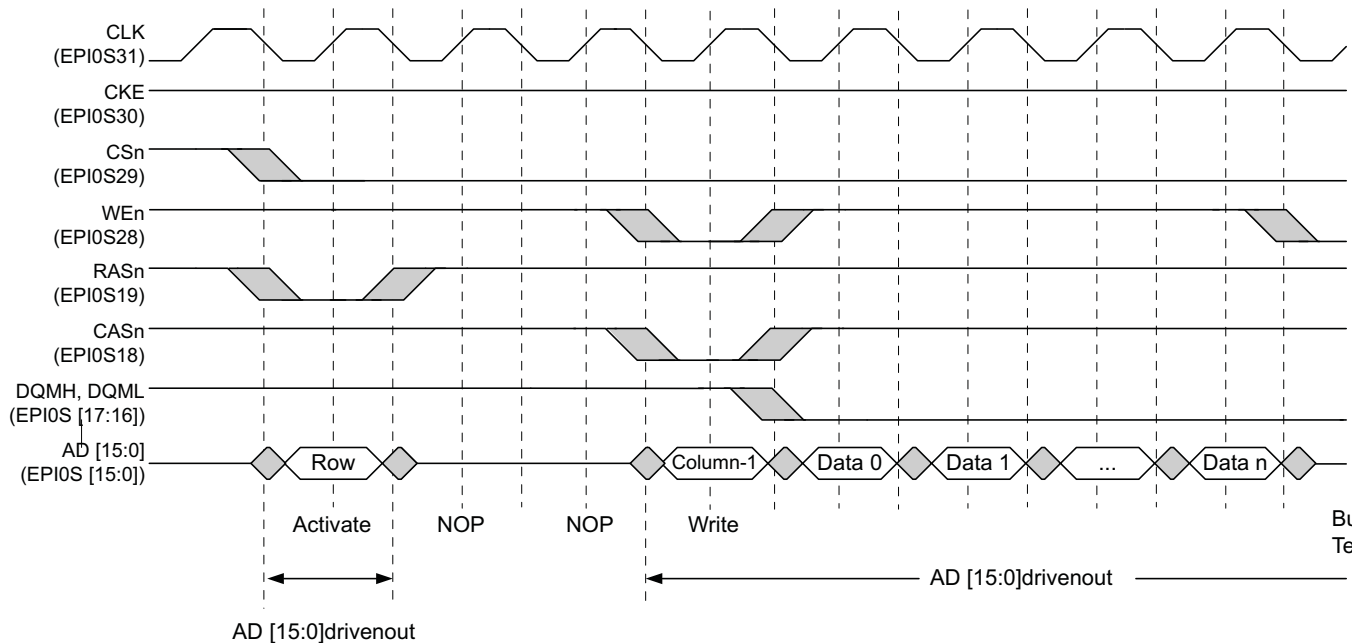 CLK
(EPI0S31)
CKE
(EPI0S30)
CSn
(EPI0S29)
WEn
(EPI0S28)
RASn
(EPI0S19)
CASn
(EPI0S18)
DQMH, DQML
(EPI0S [17:16])
AD [15:0]
(EPI0S [15:0])
Row
Column-1
Data 0
Data 1
...
Data n
Activate
NOP
NOP
Write
Bu
Te
AD [15:0]drivenout
AD [15:0]drivenout